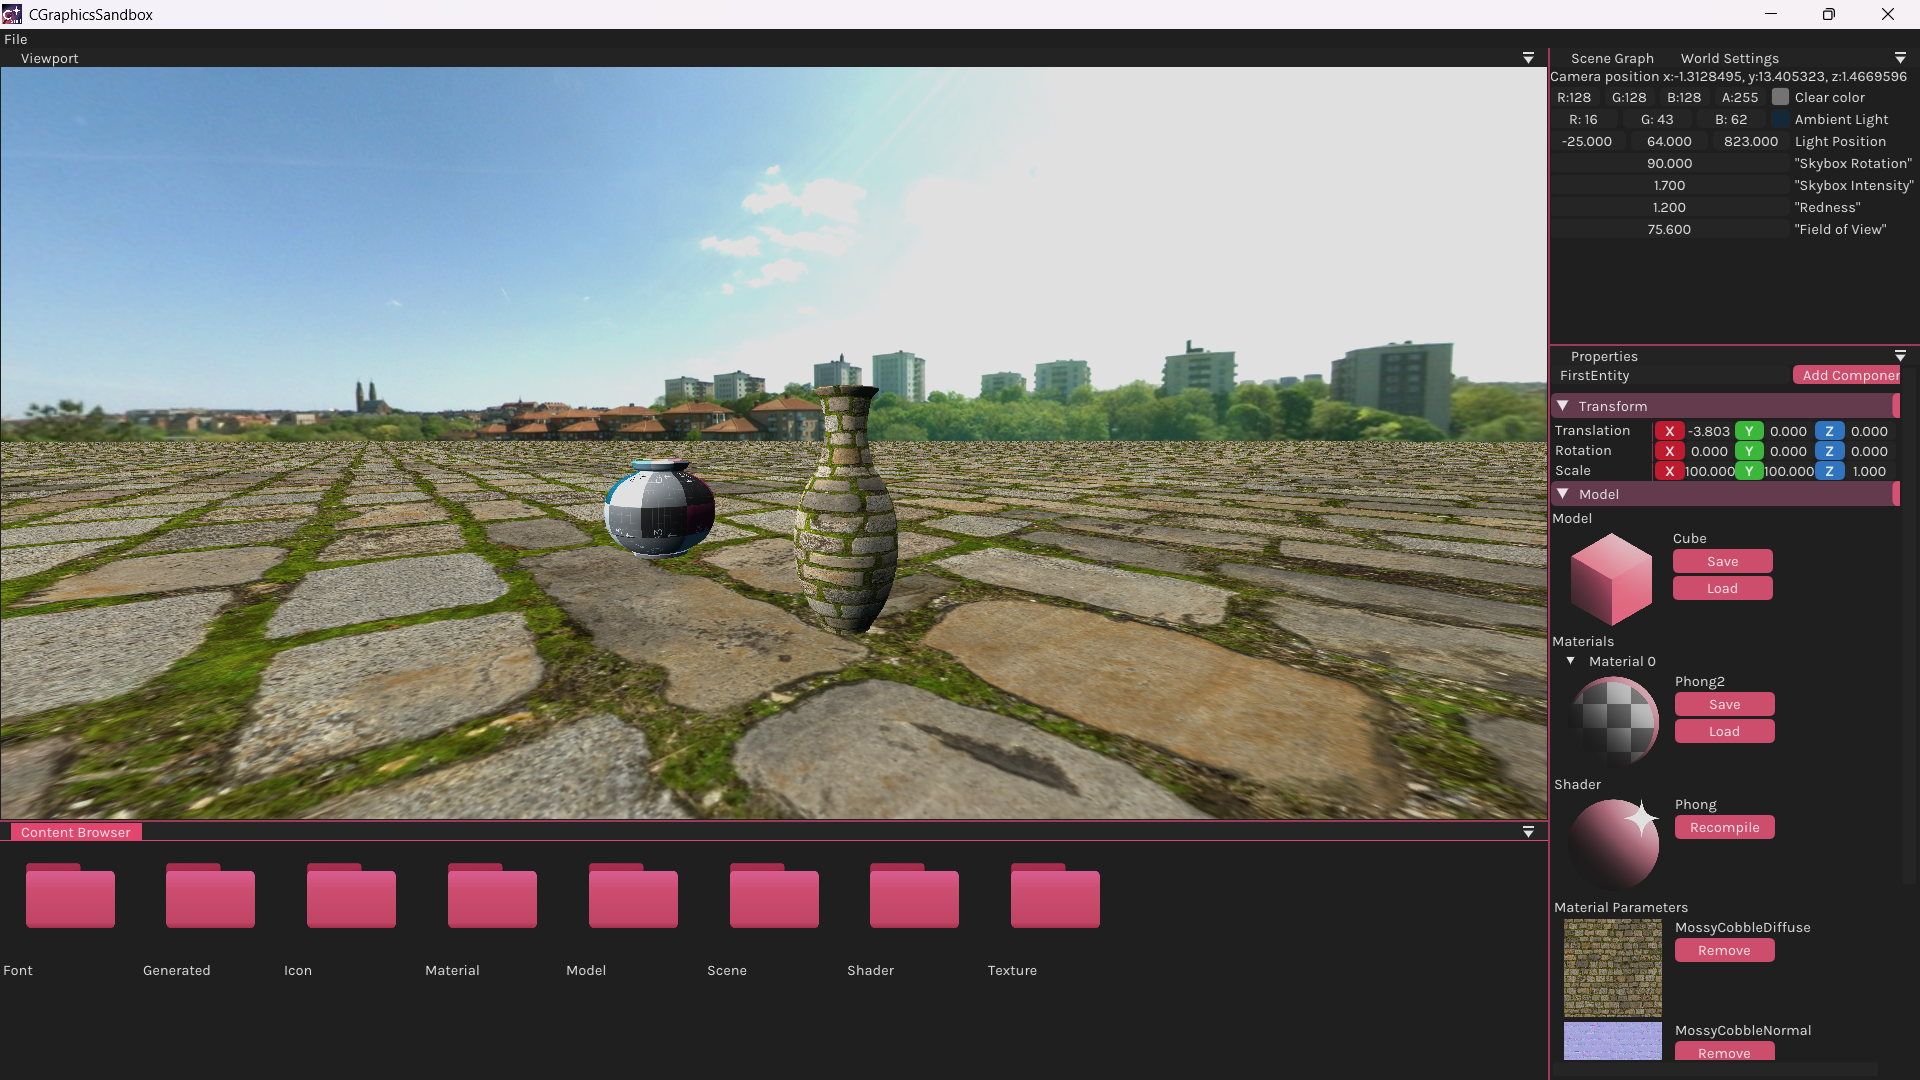 CGraphicsSandbox
File
Viewport
Scene Graph World Settings
Camera position x:-1.3128495, y:13.405323, z:1.4669596
R:128 G:128 B:128 A:255 Clear color
R: 16 G: 43 B: 62 Ambient Light
-25.000 64.000 823.000 Light Position
90.000 "Skybox Rotation"
1.700 "Skybox Intensity"
1.200 "Redness"
75.600 "Field of View"
Properties
FirstEntity Add Componen
Transform
Translation X -3.803 Y 0.000 Z 0.000
Rotation X 0.000 Y 0.000 Z 0.000
Scale X 100.000 Y 100.000 Z 1.000
Model
Model
Cube
Save
Load
Materials
Material 0
Phong2
Save
Load
Shader
Phong
Recompile
Material Parameters
MossyCobbleDiffuse
Remove
MossyCobbleNormal
Remove
Content Browser
Font Generated Icon Material Model Scene Shader Texture